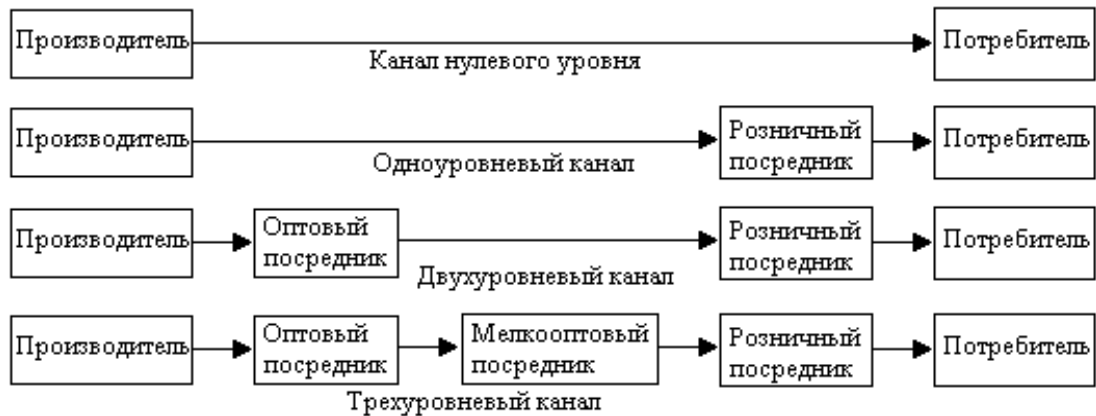 Производитель
Потребитель
Канал нулевого уровня
Производитель
Розничный
посредник
Потребитель
Одноуровневый канал
Производитель
Оптовый
посредник
Розничный
посредник
Потребитель
Двухуровневый канал
Производитель
Оптовый
посредник
Мелкооптовый
посредник
Розничный
посредник
Потребитель
Трехуровневый канал